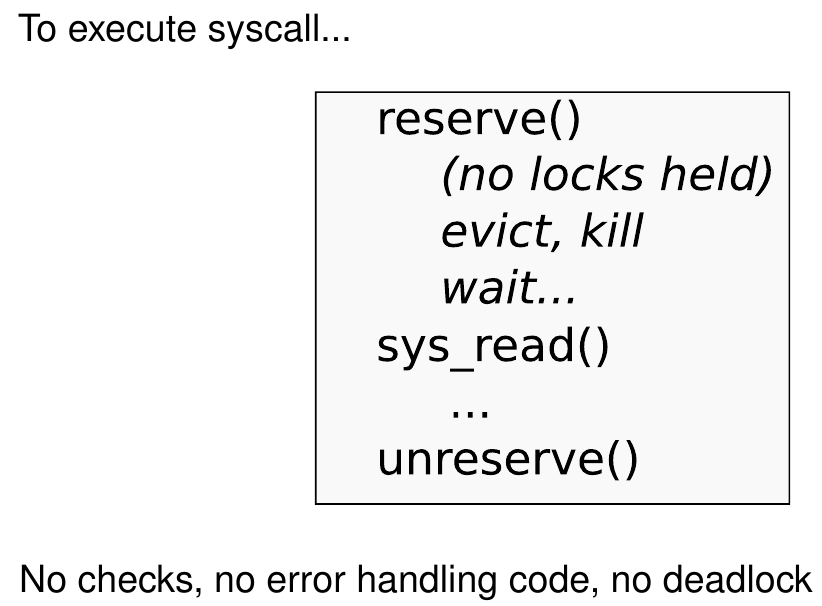 To execute syscall...
reserve()
(no locks held)
evict, kill
wait...
sys_read()
...
unreserve()
No checks, no error handling code, no deadlock